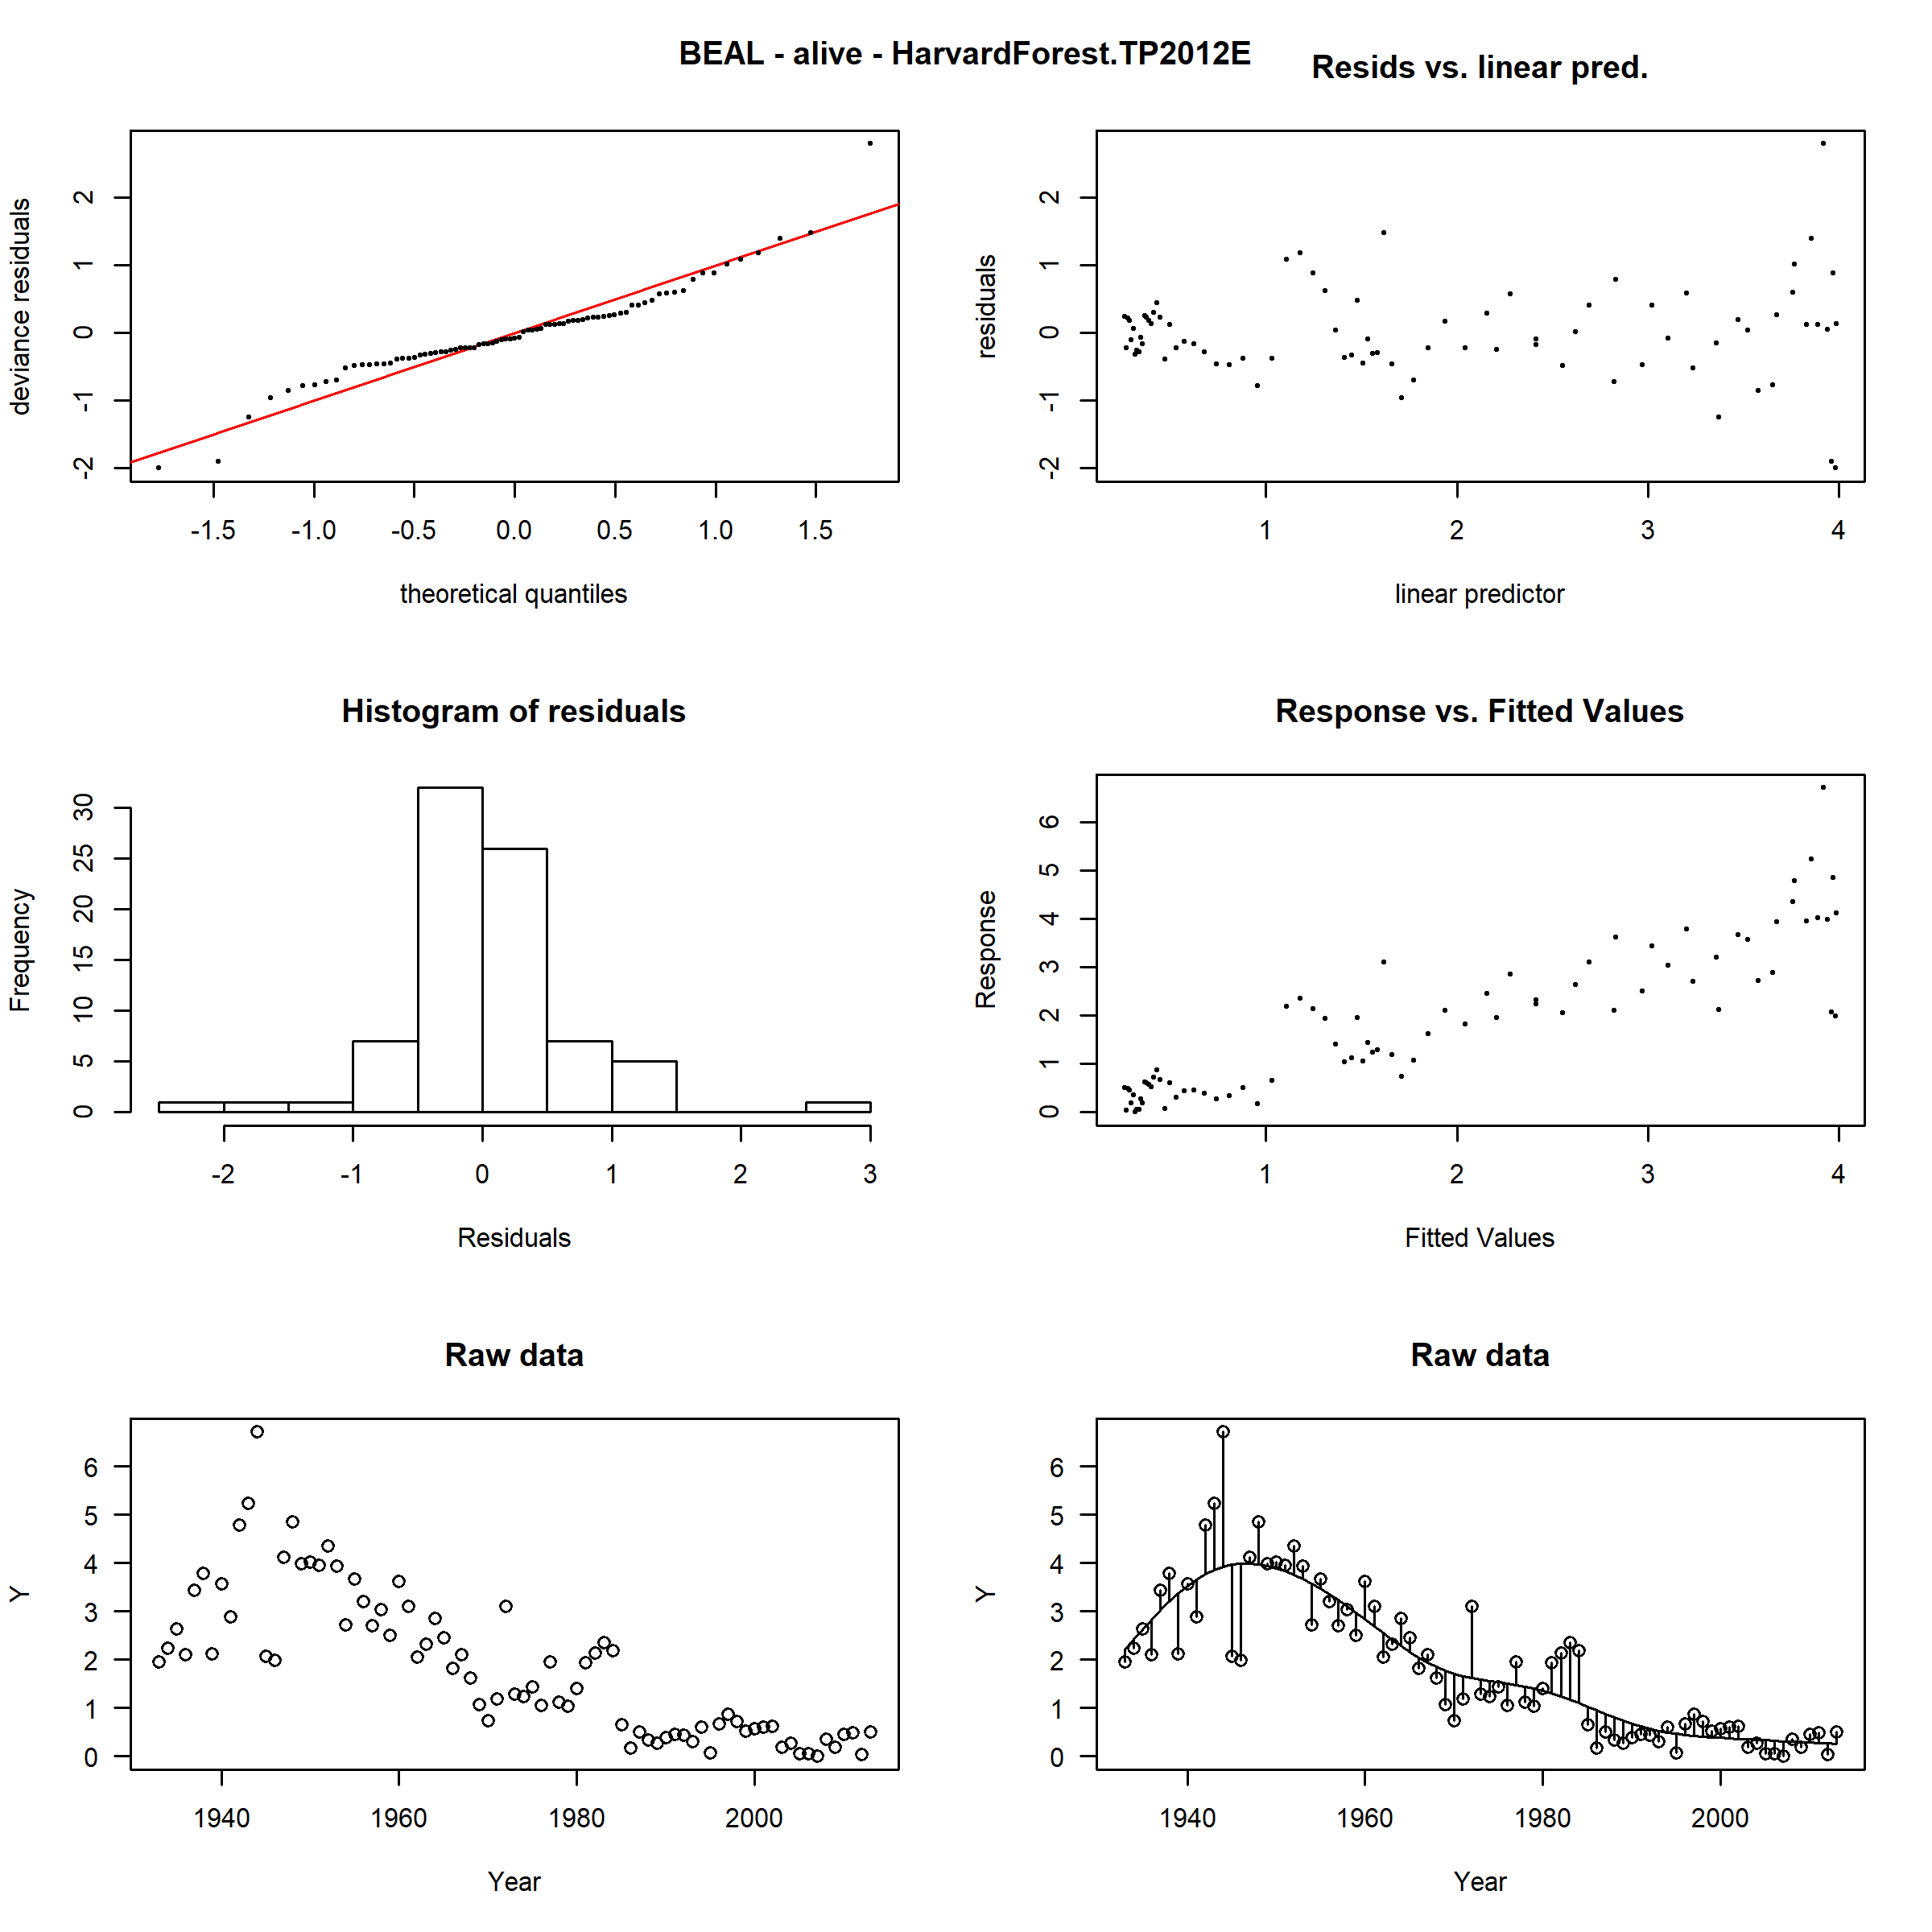 BEAL - alive - HarvardForest.TP2012E
Resids vs. linear pred.
deviance residuals
2
1
0
-1
-2
-1.5 -1.0 -0.5 0.0 0.5 1.0 1.5
theoretical quantiles
residuals
2
1
0
-1
-2
1 2 3 4
linear predictor
Histogram of residuals
Frequency
30
25
20
15
10
5
0
-2 -1 0 1 2 3
Residuals
Response vs. Fitted Values
Response
6
5
4
3
2
1
0
1 2 3 4
Fitted Values
Raw data
Y
6
5
4
3
2
1
0
1940 1960 1980 2000
Year
Raw data
Y
6
5
4
3
2
1
0
1940 1960 1980 2000
Year